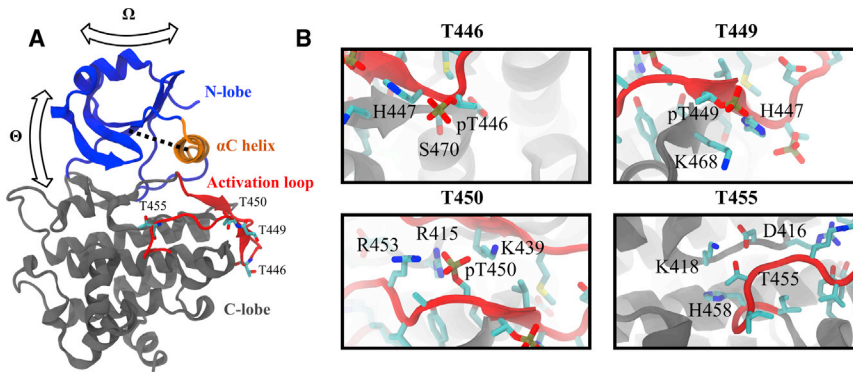 A
Ω
Θ
N-lobe
αC helix
Activation loop
T455
T450
T449
T446
C-lobe
B
T446
H447
pT446
S470
T449
pT449
H447
K468
T450
R453
R415
K439
pT450
T455
D416
K418
T455
H458